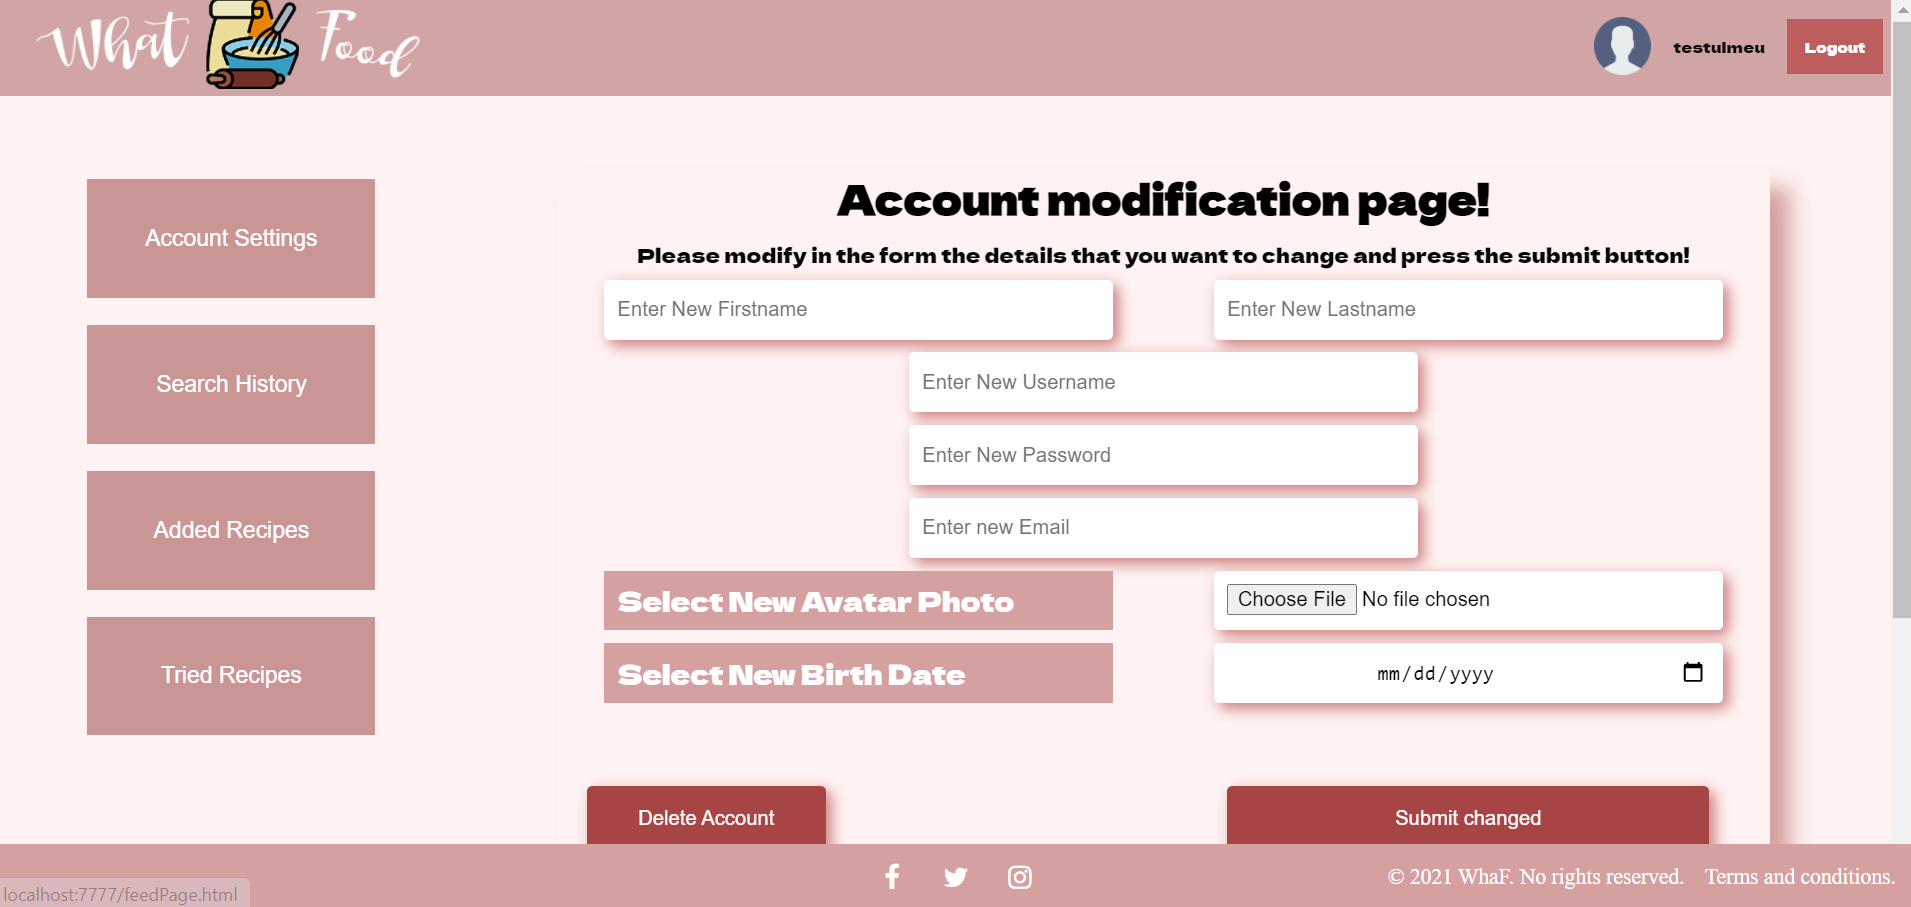 What Food
testulmeu
Logout
Account Settings
Search History
Added Recipes
Tried Recipes
Account modification page!
Please modify in the form the details that you want to change and press the submit button!
Enter New Firstname
Enter New Lastname
Enter New Username
Enter New Password
Enter new Email
Select New Avatar Photo
Choose File No file chosen
Select New Birth Date
mm/dd/yyyy
Delete Account
Submit changed
© 2021 WhaF. No rights reserved. Terms and conditions.
localhost:7777/feedPage.html